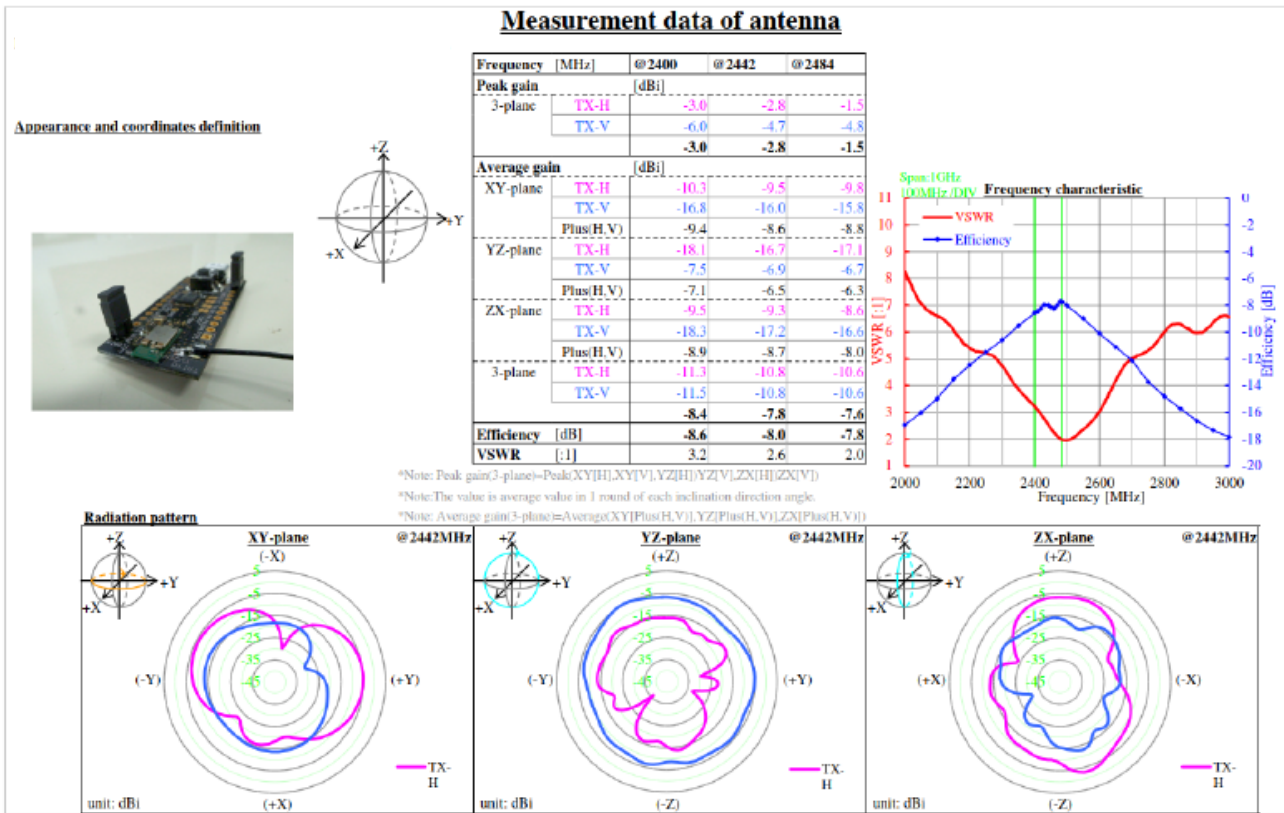 Measurement data of antenna
Frequency [MHz] @2400 @2442 @2484
Peak gain [dBi]
3-plane TX-H -3.0 -2.8 -1.5
TX-V -6.0 -4.7 -4.8
-3.0 -2.8 -1.5
Average gain [dBi]
XY-plane TX-H -10.3 -9.5 -9.8
TX-V -16.8 -16.0 -15.8
Plus(H,V) -9.4 -8.6 -8.8
YZ-plane TX-H -18.1 -16.7 -17.1
TX-V -7.5 -6.9 -6.7
Plus(H,V) -7.1 -6.5 -6.3
ZX-plane TX-H -9.5 -9.3 -8.6
TX-V -18.3 -17.2 -16.6
Plus(H,V) -8.9 -8.7 -8.0
3-plane TX-H -11.3 -10.8 -10.6
TX-V -11.5 -10.8 -10.6
-8.4 -7.8 -7.6
Efficiency [dB] -8.6 -8.0 -7.8
VSWR [:1] 3.2 2.6 2.0
*Note: Peak gain(3-plane)=Peak(XY[H],XY[V],YZ[H])YZ[V],ZX[H])ZX[V])
*Note:The value is average value in 1 round of each inclination direction angle.
*Note: Average gain(3-plane)=Average(XY[Plus(H,V)],YZ[Plus(H,V)],ZX[Plus(H,V)])
Appearance and coordinates definition
+Z
+Y
+X
Span:1GHz
100MHz /DIV
Frequency characteristic
VSWR
Efficiency
11
10
9
8
7
6
5
4
3
2
1
VSWR [:1]
0
-2
-4
-6
-8
-10
-12
-14
-16
-18
-20
Efficiency [dB]
2000 2200 2400 2600 2800 3000
Frequency [MHz]
Radiation pattern
+Z
+Y
+X
XY-plane
@2442MHz
(-X)
5
-5
-15
-25
-35
-45
(-Y)
(+Y)
(+X)
TX-
H
unit: dBi
+Z
+Y
+X
YZ-plane
@2442MHz
(+Z)
5
-5
-15
-25
-35
-45
(-Y)
(+Y)
(-Z)
TX-
H
unit: dBi
+Z
+Y
+X
ZX-plane
@2442MHz
(+Z)
5
-5
-15
-25
-35
-45
(+X)
(-X)
(-Z)
TX-
H
unit: dBi